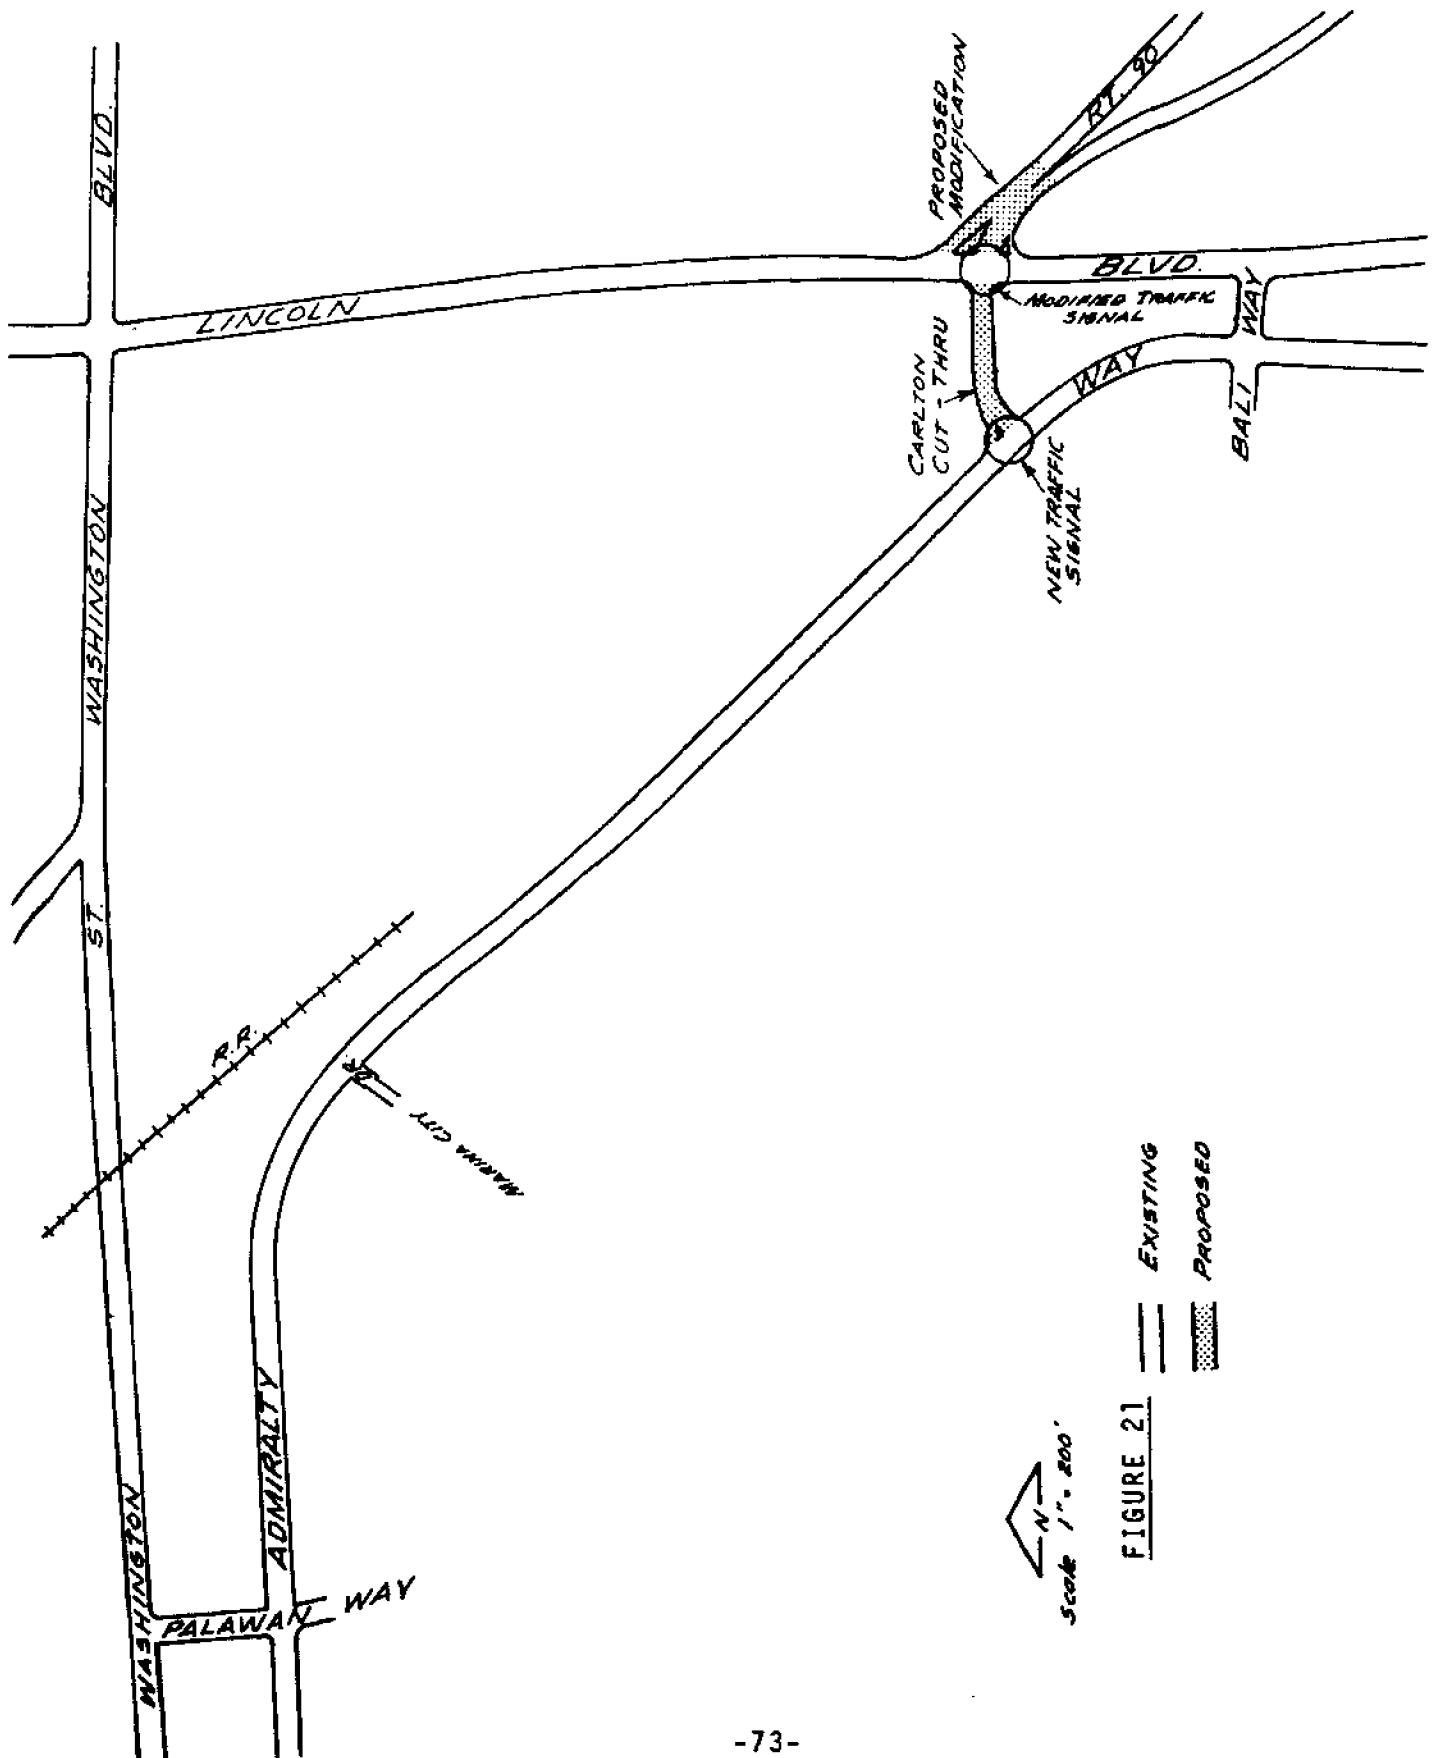 BLVD.
WASHINGTON
ST.
WASHINGTON
LINCOLN
BLVD.
RT. 90
PROPOSED
MODIFICATION
MODIFIED TRAFFIC
SIGNAL
CARLTON
CUT - THRU
NEW TRAFFIC
SIGNAL
WAY
BALI
WAY
R.R.
MARINA CITY
DR
ADMIRALTY
PALAWAN WAY
N
Scale 1" = 200'
FIGURE 21
EXISTING
PROPOSED
-73-